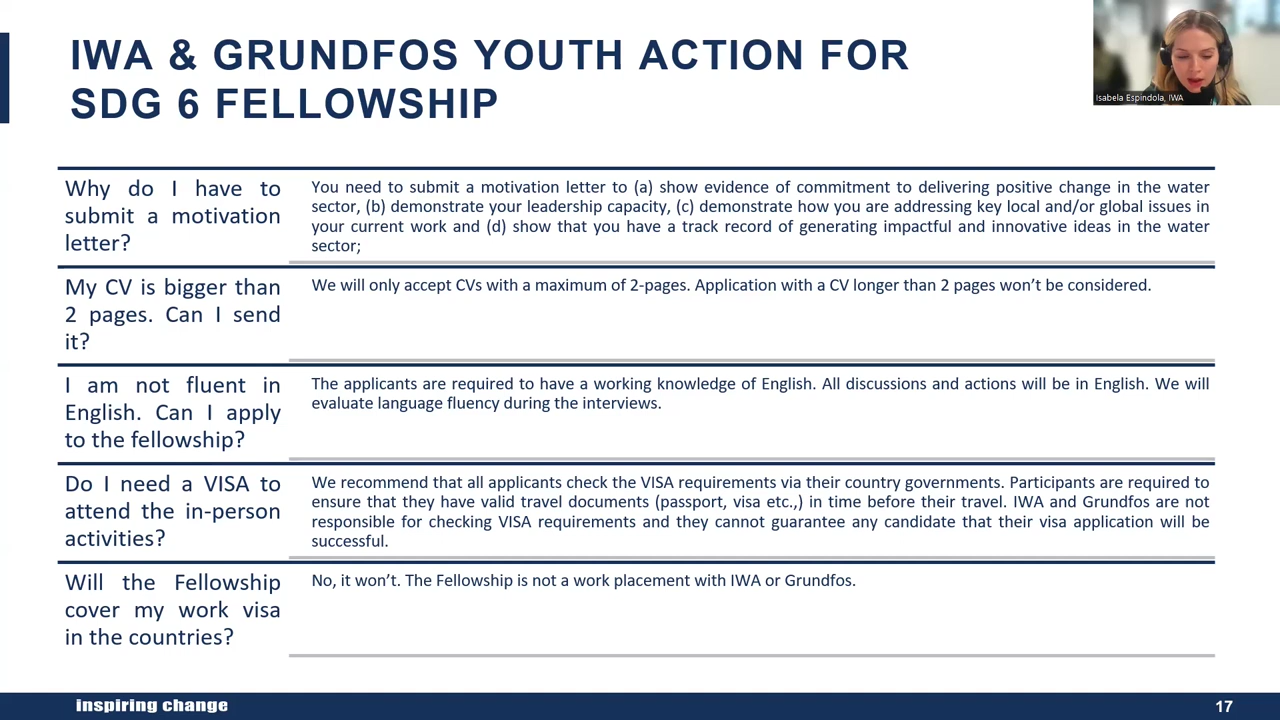 IWA & GRUNDFOS YOUTH ACTION FOR
SDG 6 FELLOWSHIP
Isabela Espindola, IWA
Why do I have to
submit a motivation
letter?
You need to submit a motivation letter to (a) show evidence of commitment to delivering positive change in the water
sector, (b) demonstrate your leadership capacity, (c) demonstrate how you are addressing key local and/or global issues in
your current work and (d) show that you have a track record of generating impactful and innovative ideas in the water
sector;
My CV is bigger than
2 pages. Can I send
it?
We will only accept CVs with a maximum of 2-pages. Application with a CV longer than 2 pages won't be considered.
I am not fluent in
English. Can I apply
to the fellowship?
The applicants are required to have a working knowledge of English. All discussions and actions will be in English. We will
evaluate language fluency during the interviews.
Do I need a VISA to
attend the in-person
activities?
We recommend that all applicants check the VISA requirements via their country governments. Participants are required to
ensure that they have valid travel documents (passport, visa etc.,) in time before their travel. IWA and Grundfos are not
responsible for checking VISA requirements and they cannot guarantee any candidate that their visa application will be
successful.
Will the Fellowship
cover my work visa
in the countries?
No, it won't. The Fellowship is not a work placement with IWA or Grundfos.
inspiring change
17